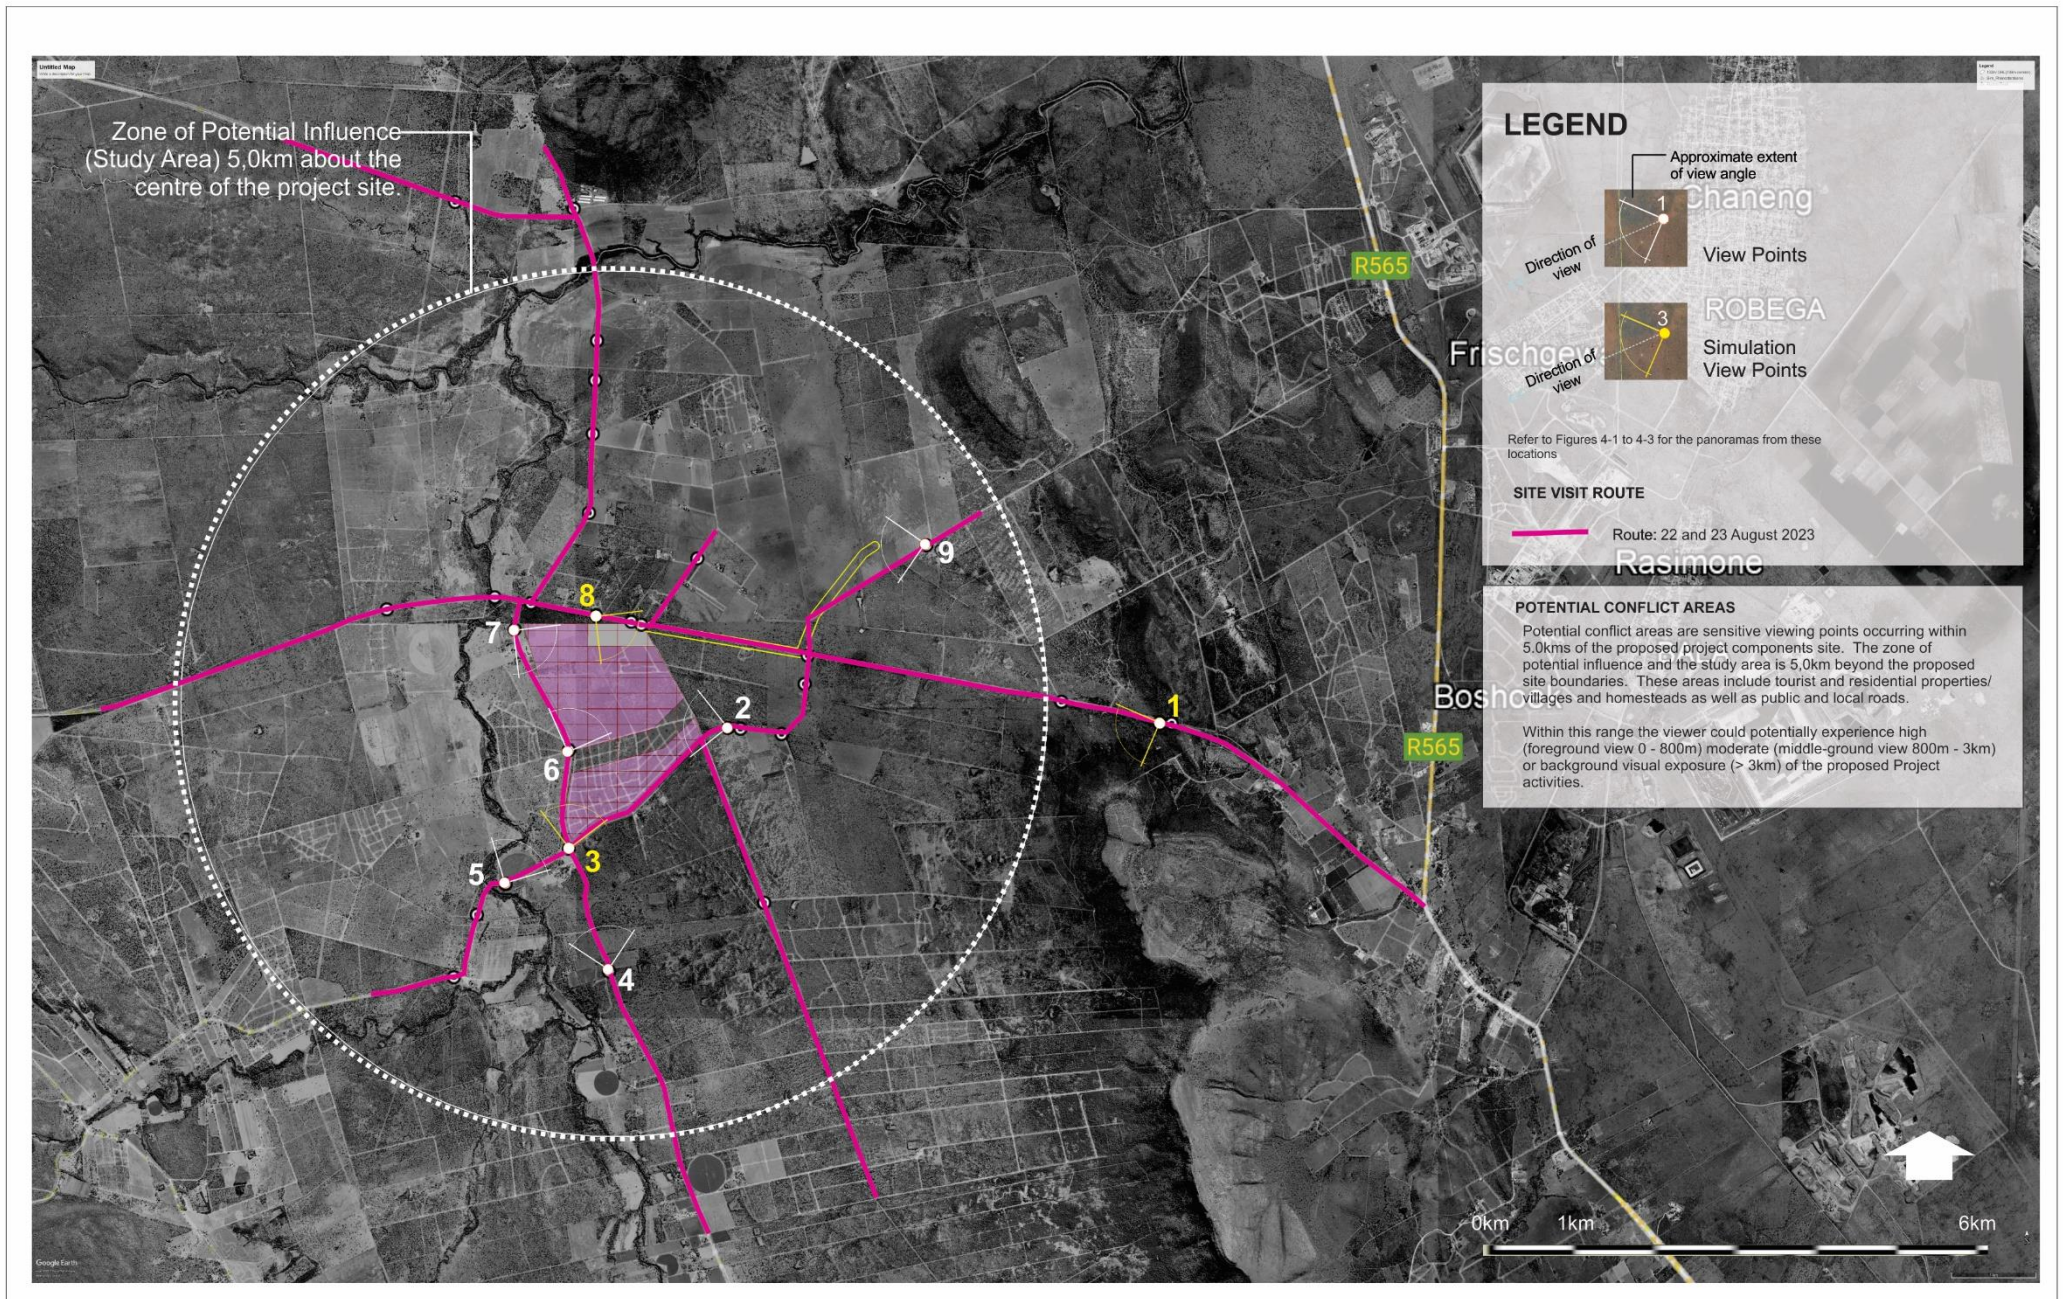 Untitled Map
Zone of Potential Influence
(Study Area) 5,0km about the
centre of the project site.
R565
Frischgew
8
9
7
2
1
6
3
5
4
Boshoek
R565
LEGEND
Approximate extent
of view angle
1
Chaneng
Direction of
view
View Points
3
ROBEGA
Direction of
view
Simulation
View Points
Refer to Figures 4-1 to 4-3 for the panoramas from these
locations
SITE VISIT ROUTE
Route: 22 and 23 August 2023
Rasimone
POTENTIAL CONFLICT AREAS
Potential conflict areas are sensitive viewing points occurring within
5.0kms of the proposed project components site. The zone of
potential influence and the study area is 5,0km beyond the proposed
site boundaries. These areas include tourist and residential properties/
villages and homesteads as well as public and local roads.
Within this range the viewer could potentially experience high
(foreground view 0 - 800m) moderate (middle-ground view 800m - 3km)
or background visual exposure (> 3km) of the proposed Project
activities.
0km 1km 6km
Google Earth
Legend